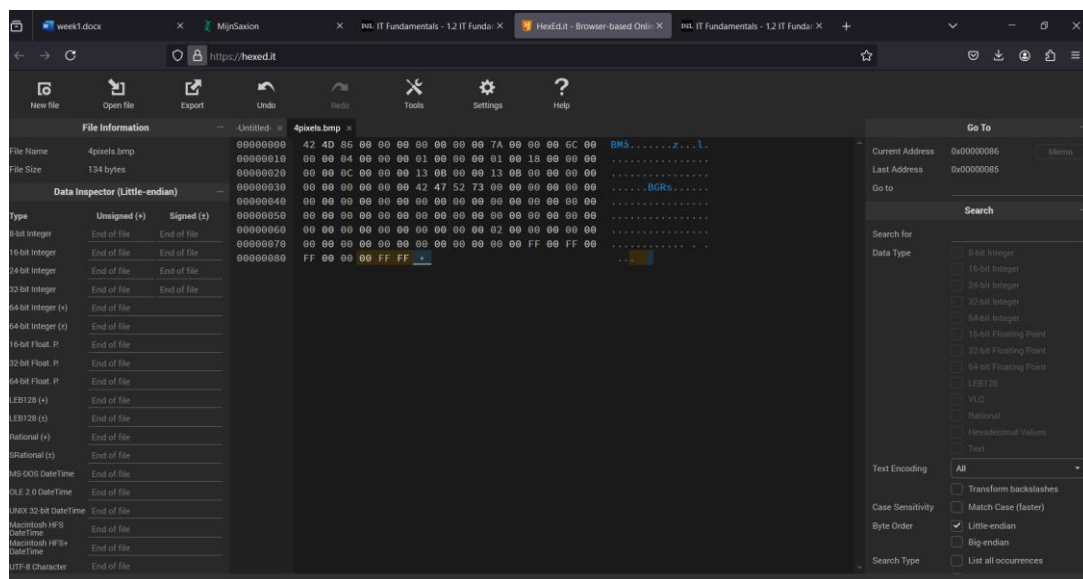 week1.docx × MijnSaxion × DZL IT Fundamentals - 1.2 IT Fundar × HexEd.it - Browser-based Onlin × DZL IT Fundamentals - 1.2 IT Fundar × +
https://hexed.it
New file Open file Export Undo Redo Tools Settings Help
File Information -Untitled- × 4pixels.bmp × Go To
File Name 4pixels.bmp
File Size 134 bytes
Data Inspector (Little-endian)
Type Unsigned (+) Signed (±)
8-bit Integer End of file End of file
16-bit Integer End of file End of file
24-bit Integer End of file End of file
32-bit Integer End of file End of file
64-bit Integer (+) End of file
64-bit Integer (±) End of file
16-bit Float. P. End of file
32-bit Float. P. End of file
64-bit Float. P. End of file
LEB128 (+) End of file
LEB128 (±) End of file
Rational (+) End of file
SRational (±) End of file
MS-DOS DateTime End of file
OLE 2.0 DateTime End of file
UNIX 32-bit DateTime End of file
Macintosh HFS DateTime End of file
Macintosh HFS+ DateTime End of file
UTF-8 Character End of file
00000000 42 4D 86 00 00 00 00 00 00 00 7A 00 00 00 6C 00 BMå.......z...l.
00000010 00 00 04 00 00 00 01 00 00 00 01 00 18 00 00 00 ................
00000020 00 00 0C 00 00 00 13 0B 00 00 13 0B 00 00 00 00 ................
00000030 00 00 00 00 00 00 42 47 52 73 00 00 00 00 00 00 ......BGRs......
00000040 00 00 00 00 00 00 00 00 00 00 00 00 00 00 00 00 ................
00000050 00 00 00 00 00 00 00 00 00 00 00 00 00 00 00 00 ................
00000060 00 00 00 00 00 00 00 00 00 00 02 00 00 00 00 00 ................
00000070 00 00 00 00 00 00 00 00 00 00 00 00 FF 00 FF 00 ............ . .
00000080 FF 00 00 00 FF FF + ...
Current Address 0x00000086 Memo
Last Address 0x00000085
Go to
Search
Search for
Data Type 8-bit Integer
16-bit Integer
24-bit Integer
32-bit Integer
64-bit Integer
16-bit Floating Point
32-bit Floating Point
64-bit Floating Point
LEB128
VLQ
Rational
Hexadecimal Values
Text
Text Encoding All
Transform backslashes
Case Sensitivity Match Case (faster)
Byte Order Little-endian
Big-endian
Search Type List all occurrences